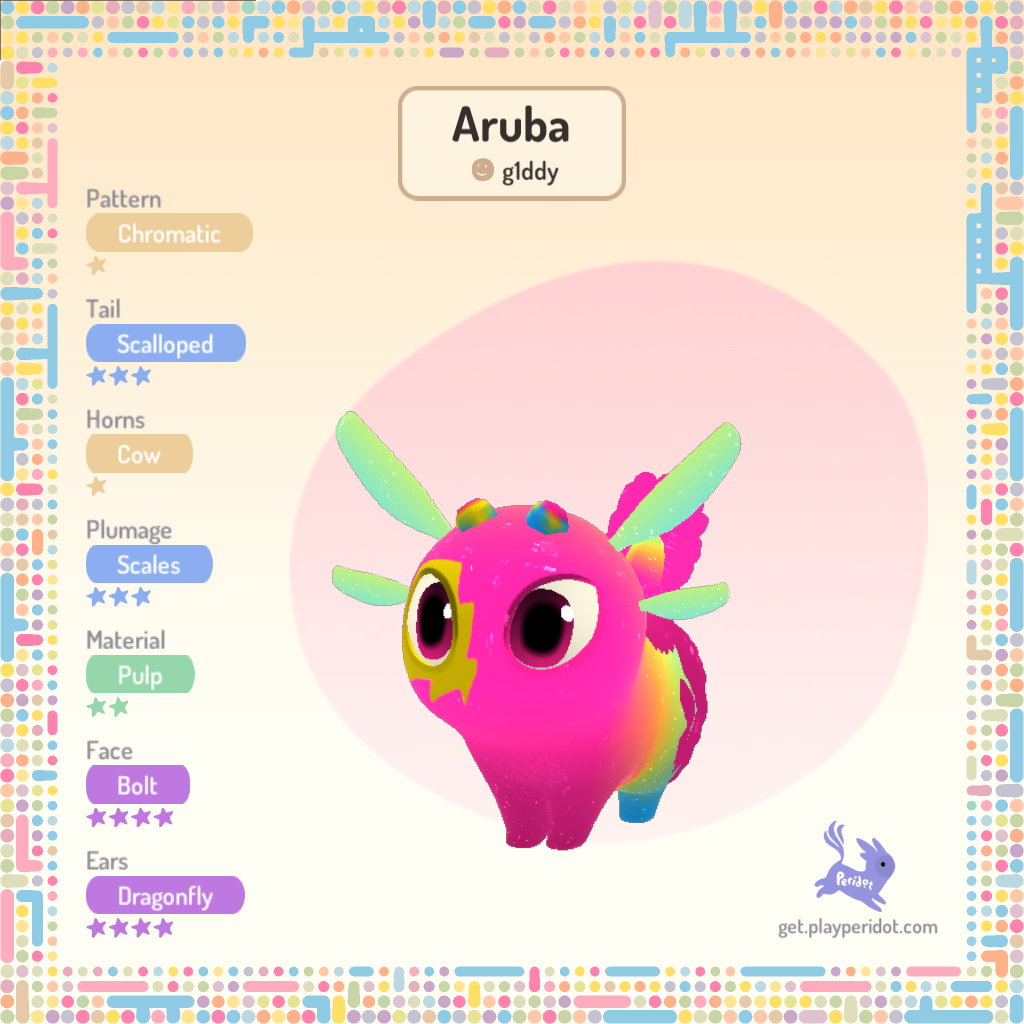 Aruba
g1ddy
Pattern
Chromatic
Tail
Scalloped
Horns
Cow
Plumage
Scales
Material
Pulp
Face
Bolt
Ears
Dragonfly
Peridot
get.playperidot.com